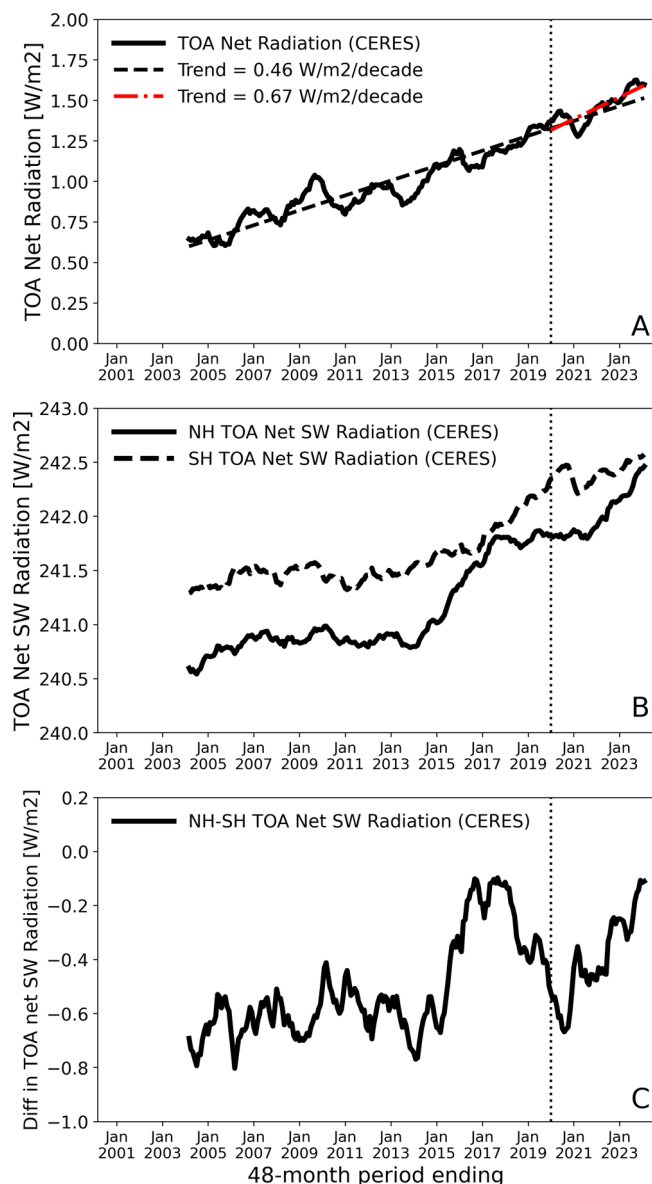 TOA Net Radiation [W/m2]
2.00
1.75
1.50
1.25
1.00
0.75
0.50
0.25
0.00
TOA Net Radiation (CERES)
Trend = 0.46 W/m2/decade
Trend = 0.67 W/m2/decade
A
Jan Jan Jan Jan Jan Jan Jan Jan Jan Jan Jan Jan
2001 2003 2005 2007 2009 2011 2013 2015 2017 2019 2021 2023
TOA Net SW Radiation [W/m2]
243.0
242.5
242.0
241.5
241.0
240.5
240.0
NH TOA Net SW Radiation (CERES)
SH TOA Net SW Radiation (CERES)
B
Jan Jan Jan Jan Jan Jan Jan Jan Jan Jan Jan Jan
2001 2003 2005 2007 2009 2011 2013 2015 2017 2019 2021 2023
Diff in TOA net SW Radiation [W/m2]
0.2
0.0
−0.2
−0.4
−0.6
−0.8
−1.0
NH-SH TOA Net SW Radiation (CERES)
C
Jan Jan Jan Jan Jan Jan Jan Jan Jan Jan Jan Jan
2001 2003 2005 2007 2009 2011 2013 2015 2017 2019 2021 2023
48-month period ending